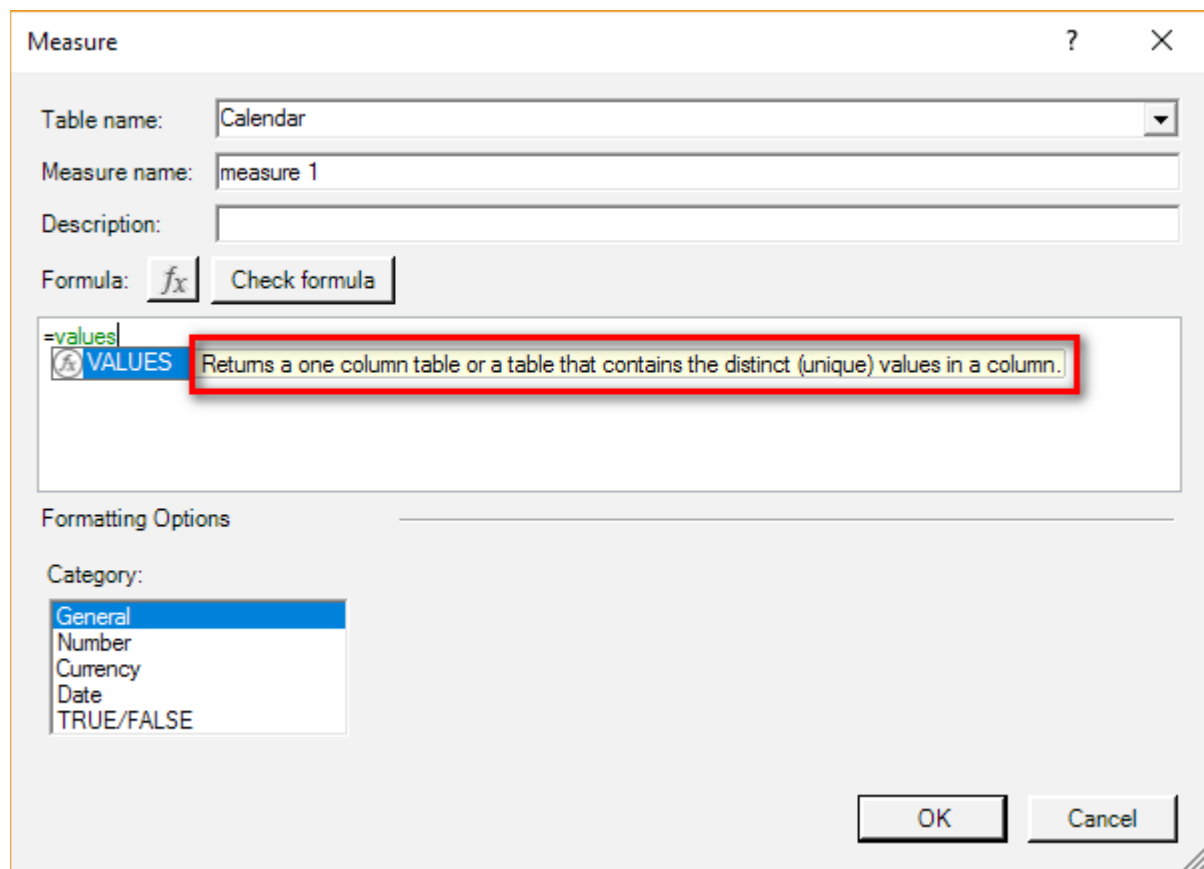 Measure ?
Table name: Calendar
Measure name: measure 1
Description:
Formula: fx Check formula
=values
fx VALUES Returns a one column table or a table that contains the distinct (unique) values in a column.
Formatting Options
Category:
General
Number
Currency
Date
TRUE/FALSE
OK Cancel